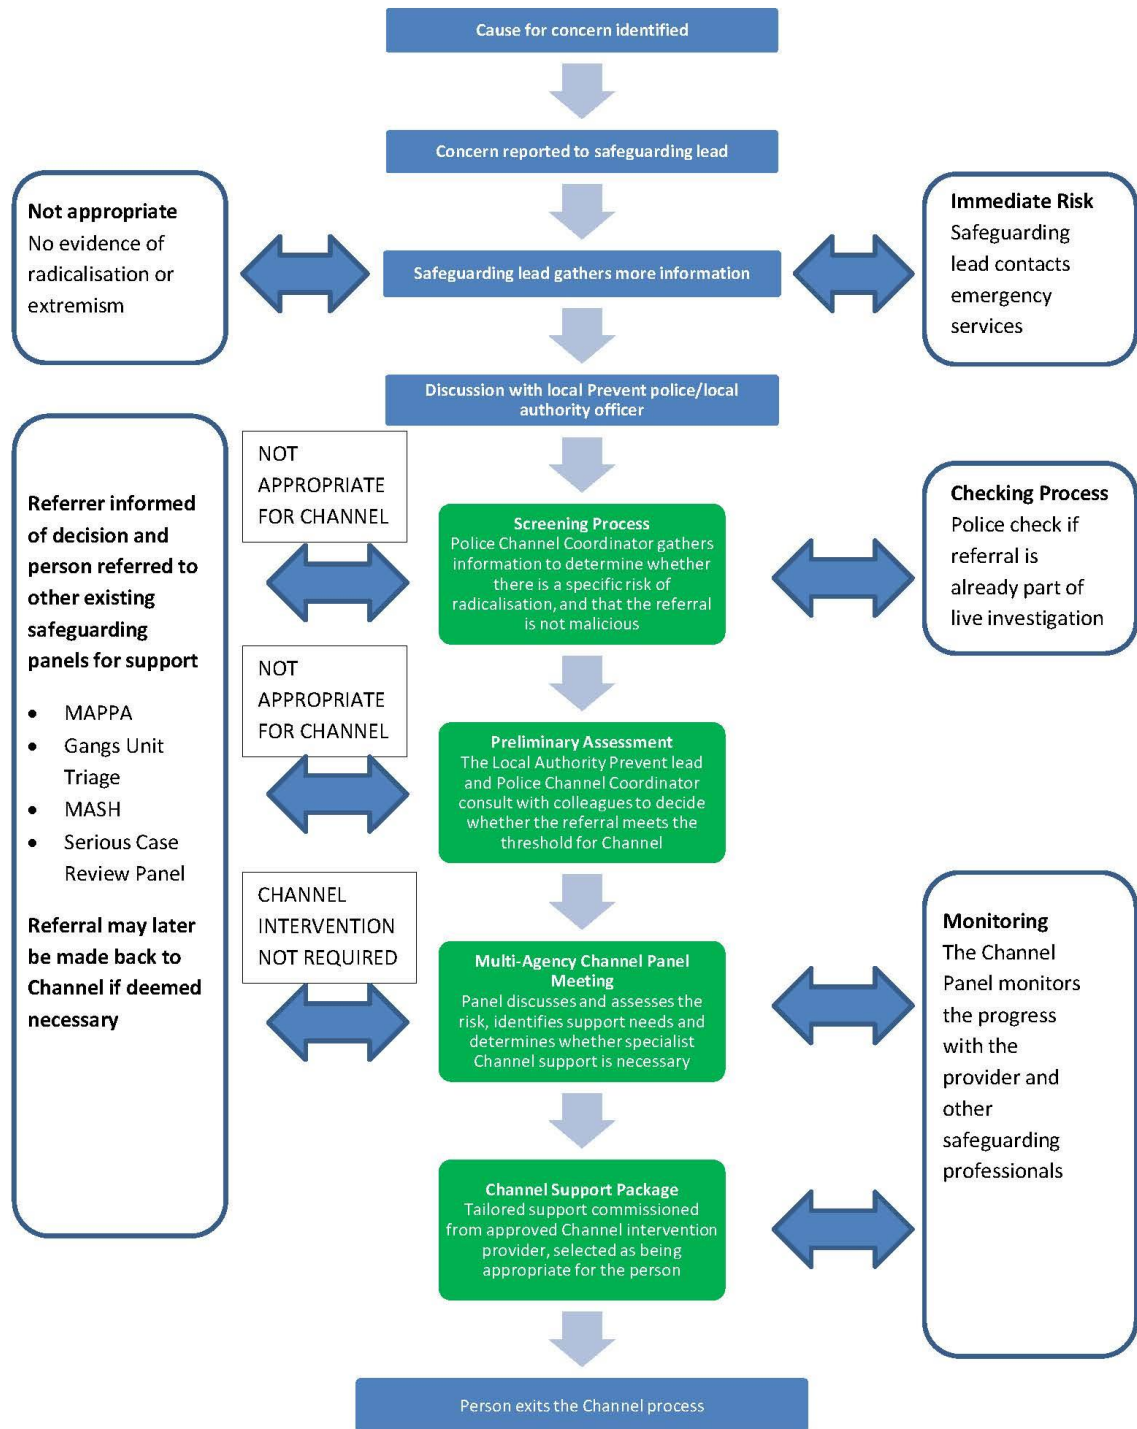 Cause for concern identified
Concern reported to safeguarding lead
Not appropriate
No evidence of
radicalisation or
extremism
Safeguarding lead gathers more information
Immediate Risk
Safeguarding
lead contacts
emergency
services
Discussion with local Prevent police/local
authority officer
Referrer informed
of decision and
person referred to
other existing
safeguarding
panels for support
• MAPPA
• Gangs Unit
Triage
• MASH
• Serious Case
Review Panel
Referral may later
be made back to
Channel if deemed
necessary
NOT
APPROPRIATE
FOR CHANNEL
Screening Process
Police Channel Coordinator gathers
information to determine whether
there is a specific risk of
radicalisation, and that the referral
is not malicious
Checking Process
Police check if
referral is
already part of
live investigation
NOT
APPROPRIATE
FOR CHANNEL
Preliminary Assessment
The Local Authority Prevent lead
and Police Channel Coordinator
consult with colleagues to decide
whether the referral meets the
threshold for Channel
CHANNEL
INTERVENTION
NOT REQUIRED
Multi-Agency Channel Panel
Meeting
Panel discusses and assesses the
risk, identifies support needs and
determines whether specialist
Channel support is necessary
Monitoring
The Channel
Panel monitors
the progress
with the
provider and
other
safeguarding
professionals
Channel Support Package
Tailored support commissioned
from approved Channel intervention
provider, selected as being
appropriate for the person
Person exits the Channel process